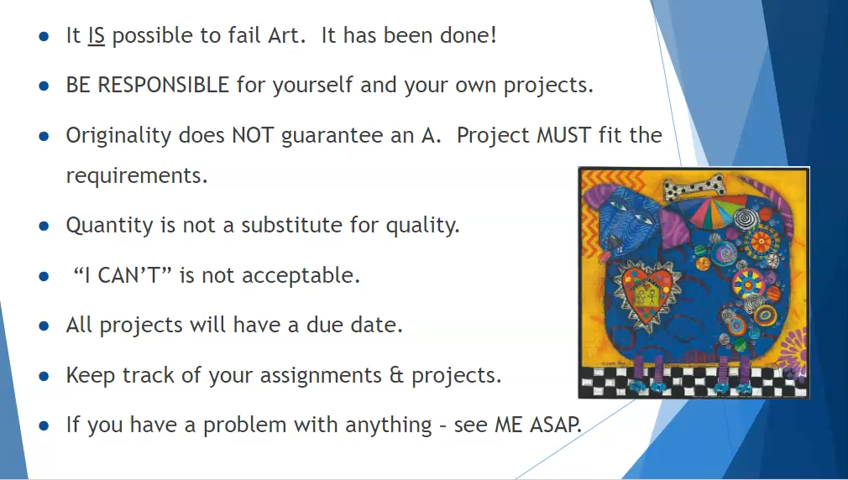 It IS possible to fail Art. It has been done!
BE RESPONSIBLE for yourself and your own projects.
Originality does NOT guarantee an A. Project MUST fit the
requirements.
Quantity is not a substitute for quality.
“I CAN’T” is not acceptable.
All projects will have a due date.
Keep track of your assignments & projects.
If you have a problem with anything – see ME ASAP.